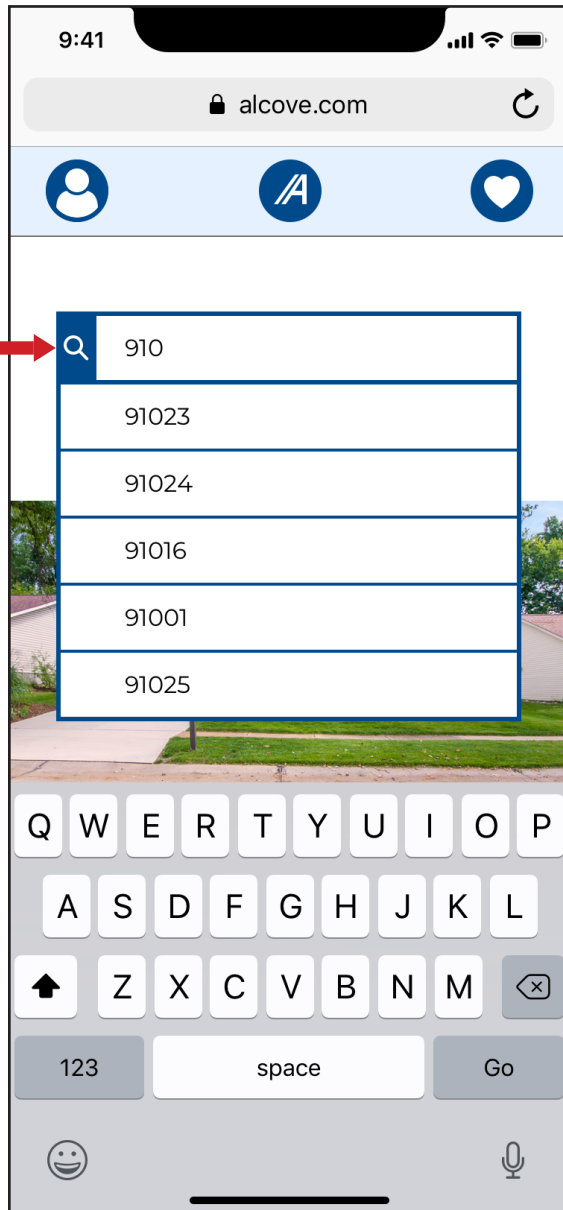 9:41
alcove.com
A
910
91023
91024
91016
91001
91025
Q W E R T Y U I O P
A S D F G H J K L
Z X C V B N M
123 space Go